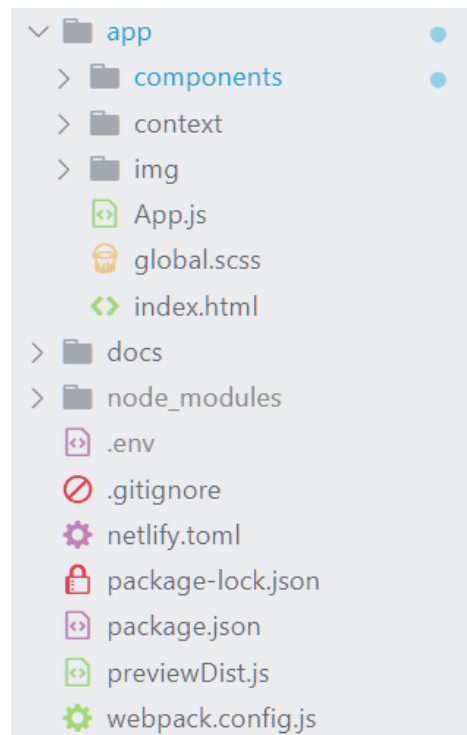 app
components
context
img
App.js
global.scss
index.html
docs
node_modules
.env
.gitignore
netlify.toml
package-lock.json
package.json
previewDist.js
webpack.config.js